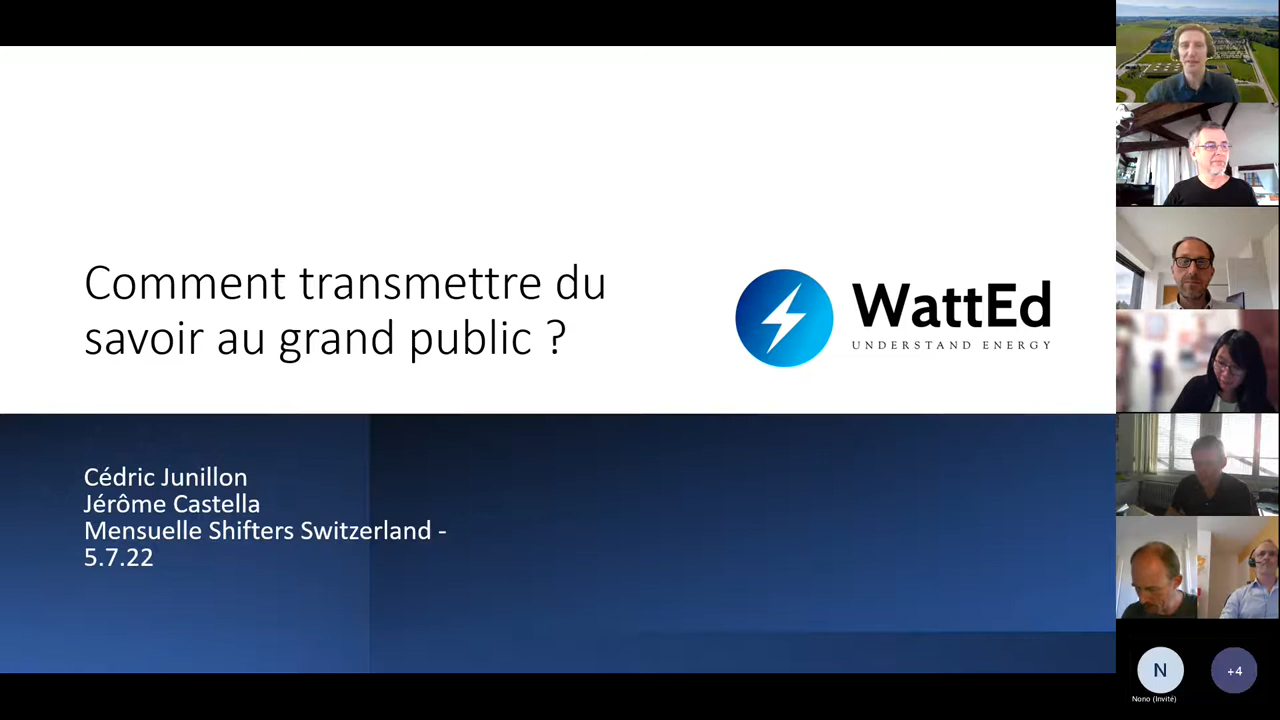 Comment transmettre du
savoir au grand public ?
WattEd
UNDERSTAND ENERGY
Cédric Junillon
Jérôme Castella
Mensuelle Shifters Switzerland -
5.7.22
N
Nono (Invité)
+4